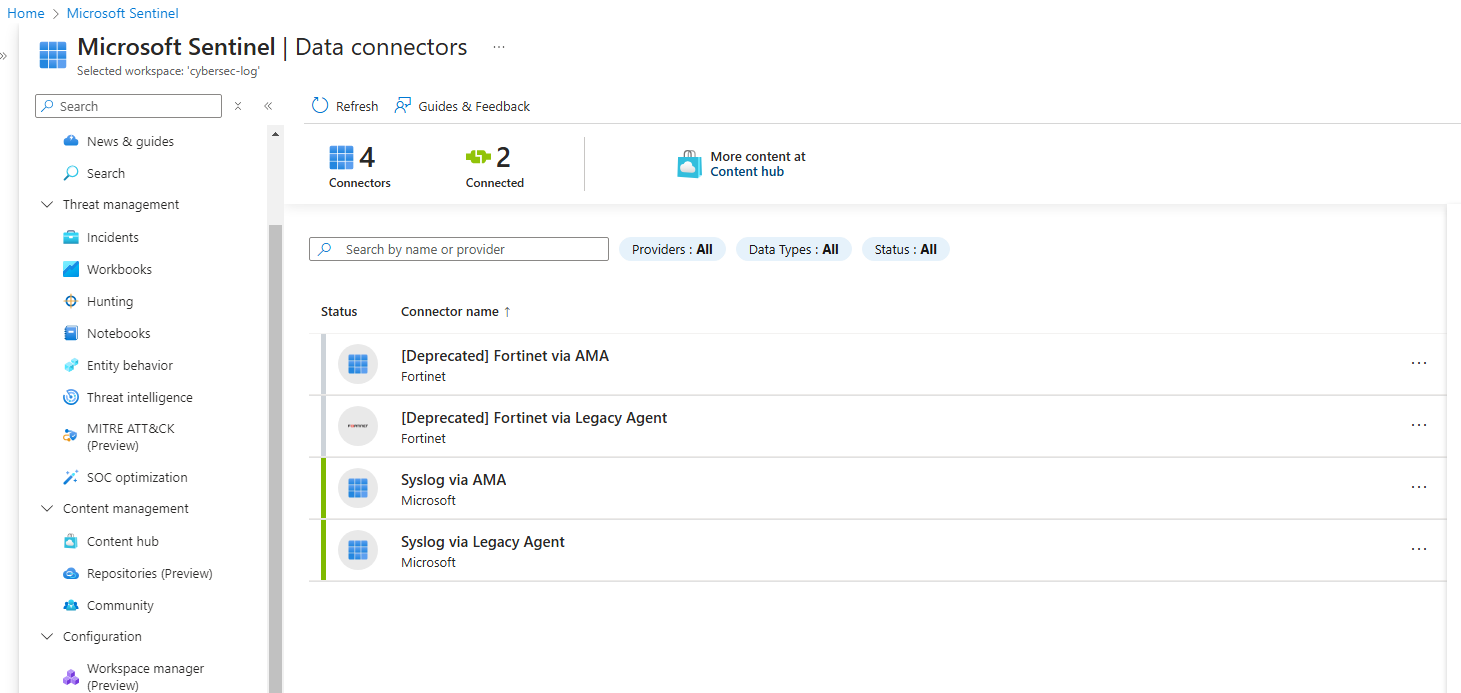 Home > Microsoft Sentinel
Microsoft Sentinel | Data connectors ...
Selected workspace: 'cybersec-log'
Search
News & guides
Search
Threat management
Incidents
Workbooks
Hunting
Notebooks
Entity behavior
Threat intelligence
MITRE ATT&CK
(Preview)
SOC optimization
Content management
Content hub
Repositories (Preview)
Community
Configuration
Workspace manager
(Preview)
Refresh
Guides & Feedback
4
Connectors
2
Connected
More content at
Content hub
Search by name or provider
Providers : All
Data Types : All
Status : All
Status
Connector name ↑
[Deprecated] Fortinet via AMA
Fortinet
FORTINET
[Deprecated] Fortinet via Legacy Agent
Fortinet
Syslog via AMA
Microsoft
Syslog via Legacy Agent
Microsoft